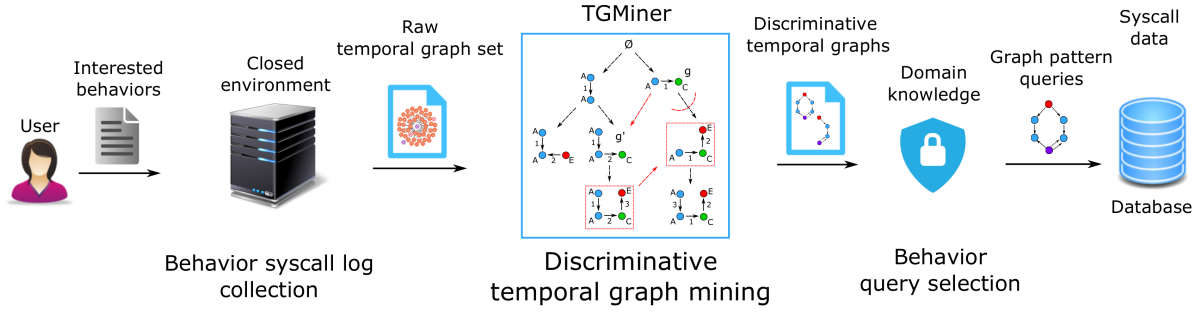 User
Interested
behaviors
Closed
environment
Raw
temporal graph set
TGMiner
Ø
A
1
A
A
1
C
g
A
1
A
2
E
A
1
A
2
C
g'
E
2
A
1
C
A
1
A
2
C
3
E
A
3
A
1
C
2
E
Discriminative
temporal graphs
Domain
knowledge
Graph pattern
queries
Syscall
data
Database
Behavior syscall log
collection
Discriminative
temporal graph mining
Behavior
query selection